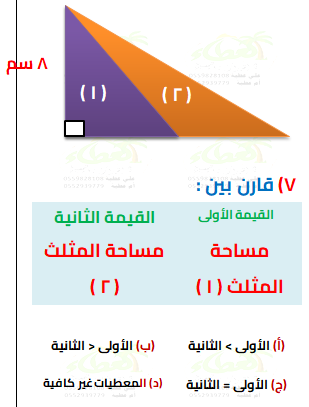 ٨ سم
(١)
(٢)
٧) قارن بين :
القيمة الأولى
القيمة الثانية
مساحة المثلث (١)
مساحة المثلث (٢)
(أ) الأولى > الثانية
(ب) الأولى < الثانية
(ج) الأولى = الثانية
(د) المعطيات غير كافية